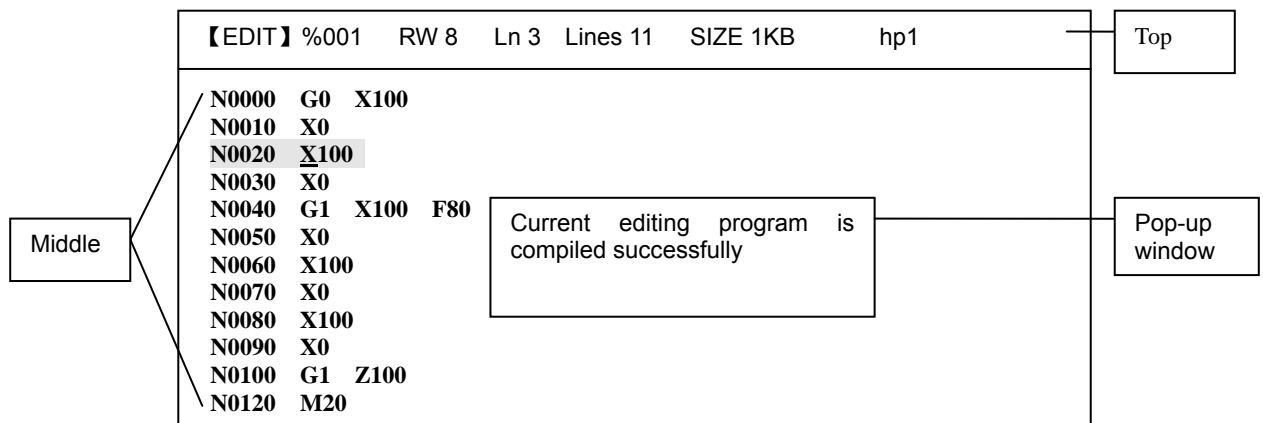 【EDIT】%001 RW 8 Ln 3 Lines 11 SIZE 1KB hp1
Top
N0000 G0 X100
N0010 X0
N0020 X100
N0030 X0
N0040 G1 X100 F80
N0050 X0
N0060 X100
N0070 X0
N0080 X100
N0090 X0
N0100 G1 Z100
N0120 M20
Middle
Current editing program is
compiled successfully
Pop-up
window